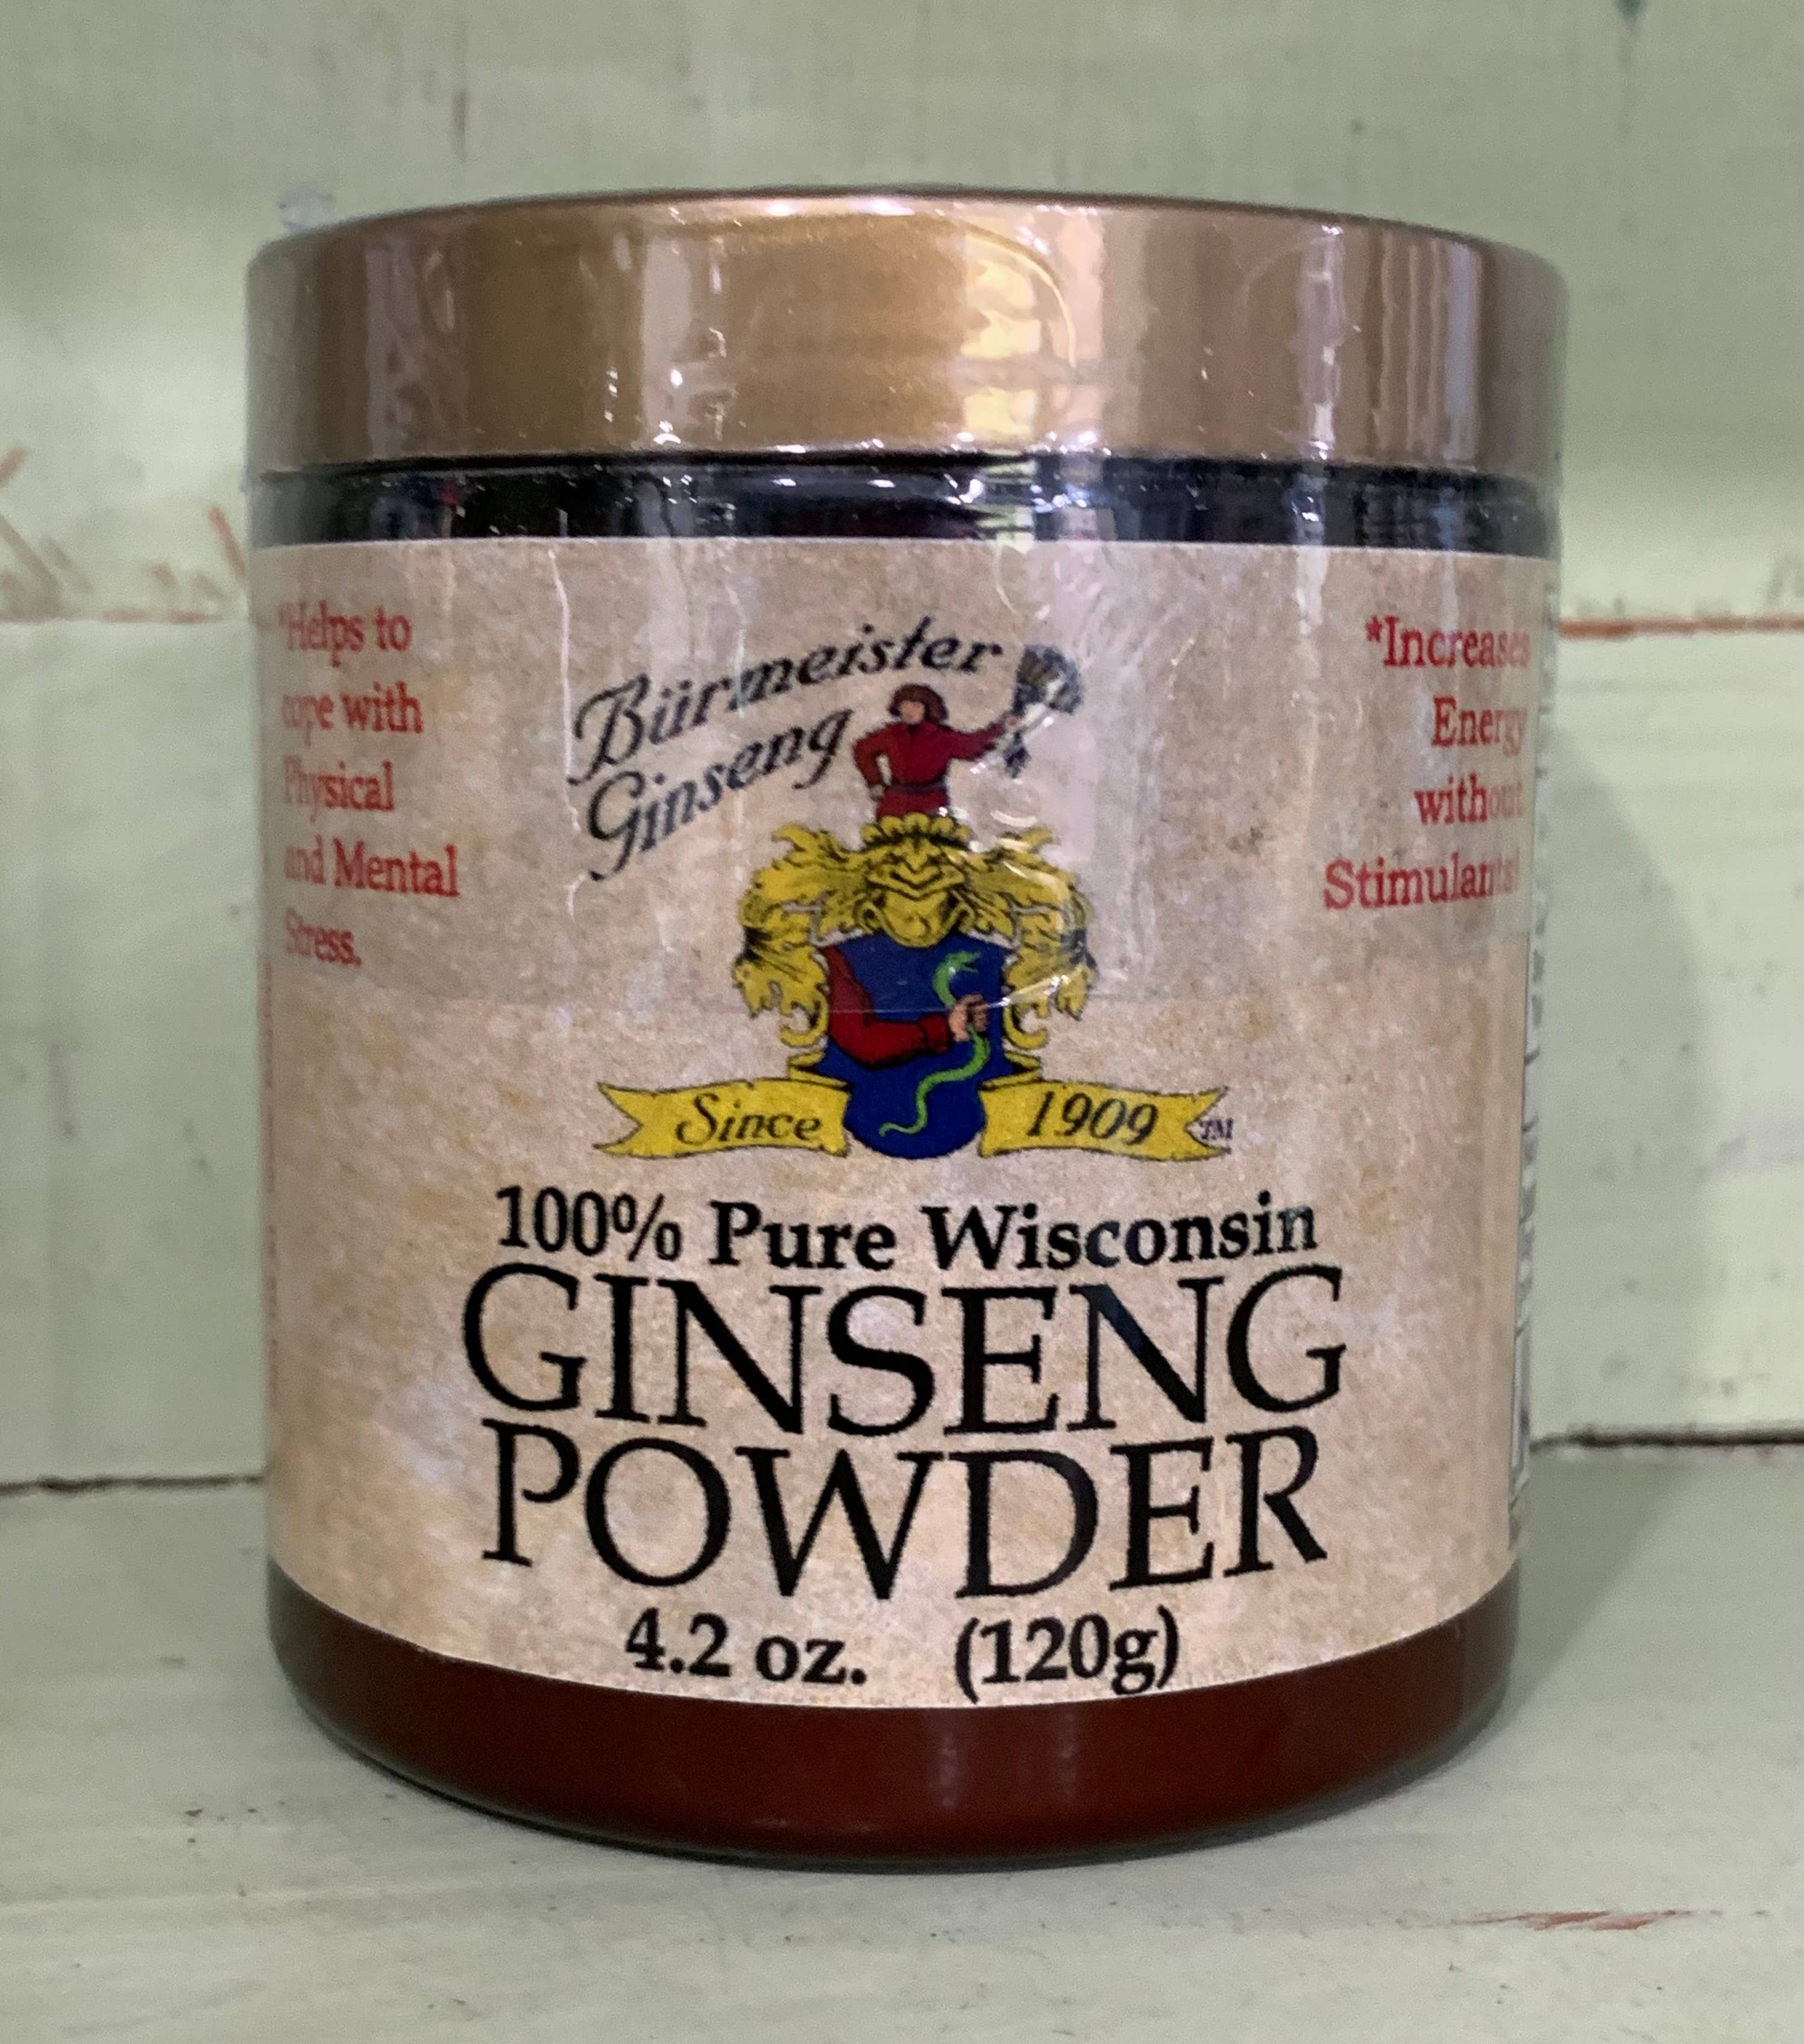 *Helps to
cope with
Physical
and Mental
Stress.
Bürmeister
Ginseng
*Increases
Energy
without
Stimulants!
Since 1909 TM
100% Pure Wisconsin
GINSENG
POWDER
4.2 oz. (120g)